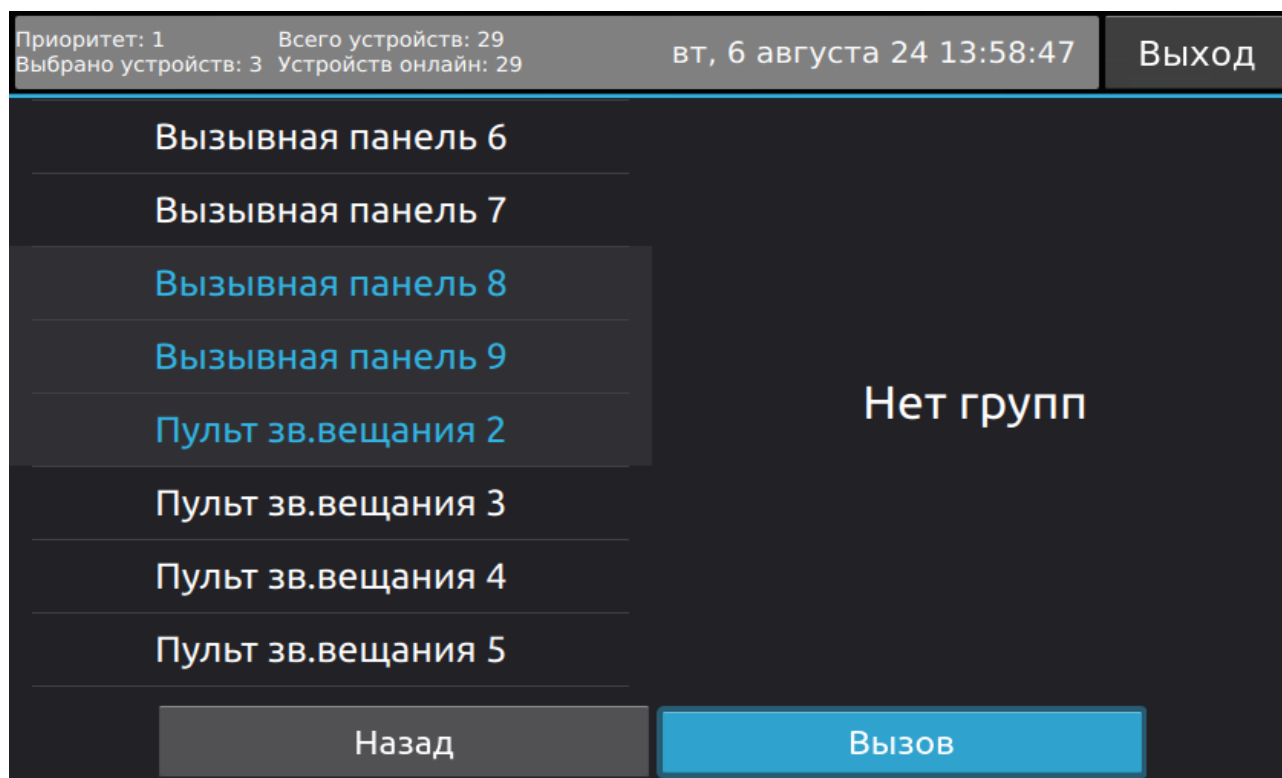 Приоритет: 1 Всего устройств: 29
Выбрано устройств: 3 Устройств онлайн: 29
вт, 6 августа 24 13:58:47
Выход
Вызывная панель 6
Вызывная панель 7
Вызывная панель 8
Вызывная панель 9
Пульт зв.вещания 2
Пульт зв.вещания 3
Пульт зв.вещания 4
Пульт зв.вещания 5
Нет групп
Назад
Вызов